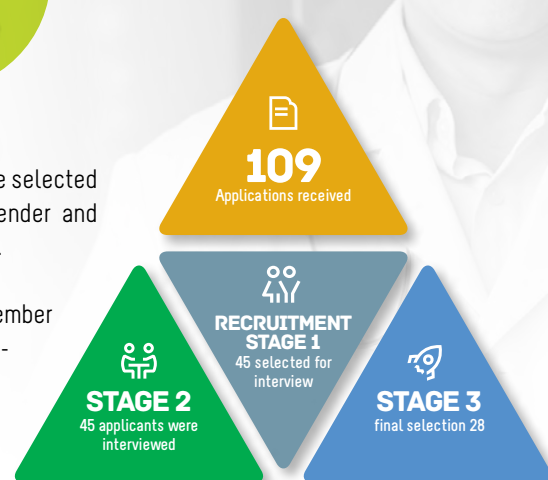 e selected
ender and
ember
-
109
Applications received
RECRUITMENT
STAGE 1
45 selected for
interview
STAGE 2
45 applicants were
interviewed
STAGE 3
final selection 28